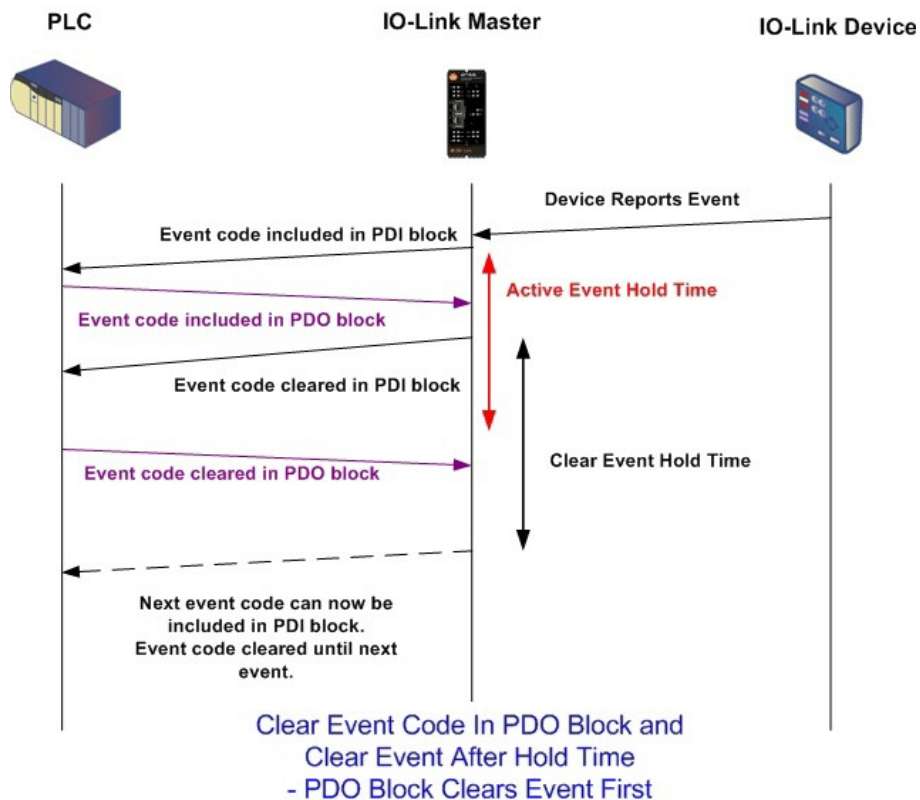 PLC
IO-Link Master
IO-Link Device
Device Reports Event
Event code included in PDI block
Active Event Hold Time
Event code included in PDO block
Event code cleared in PDI block
Clear Event Hold Time
Event code cleared in PDO block
Next event code can now be
included in PDI block.
Event code cleared until next
event.
Clear Event Code In PDO Block and
Clear Event After Hold Time
- PDO Block Clears Event First